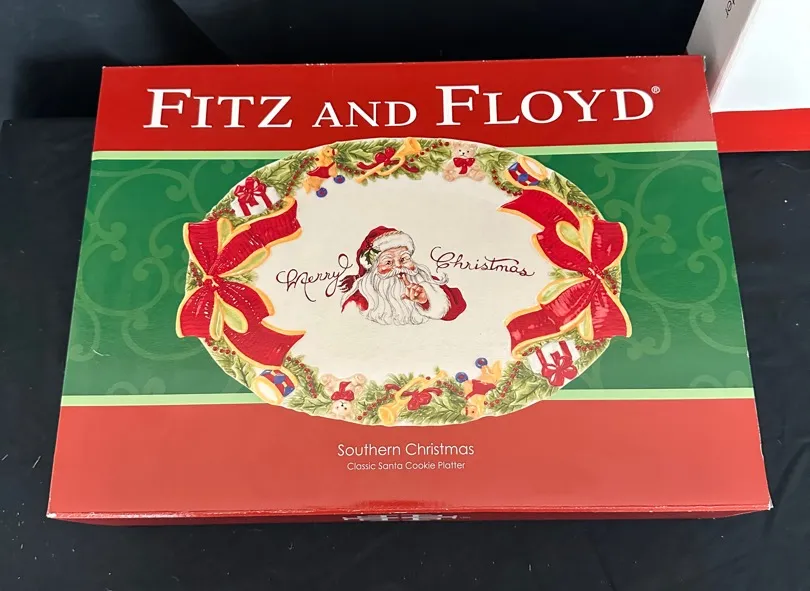 FITZ AND FLOYD®
Merry Christmas
Southern Christmas
Classic Santa Cookie Platter